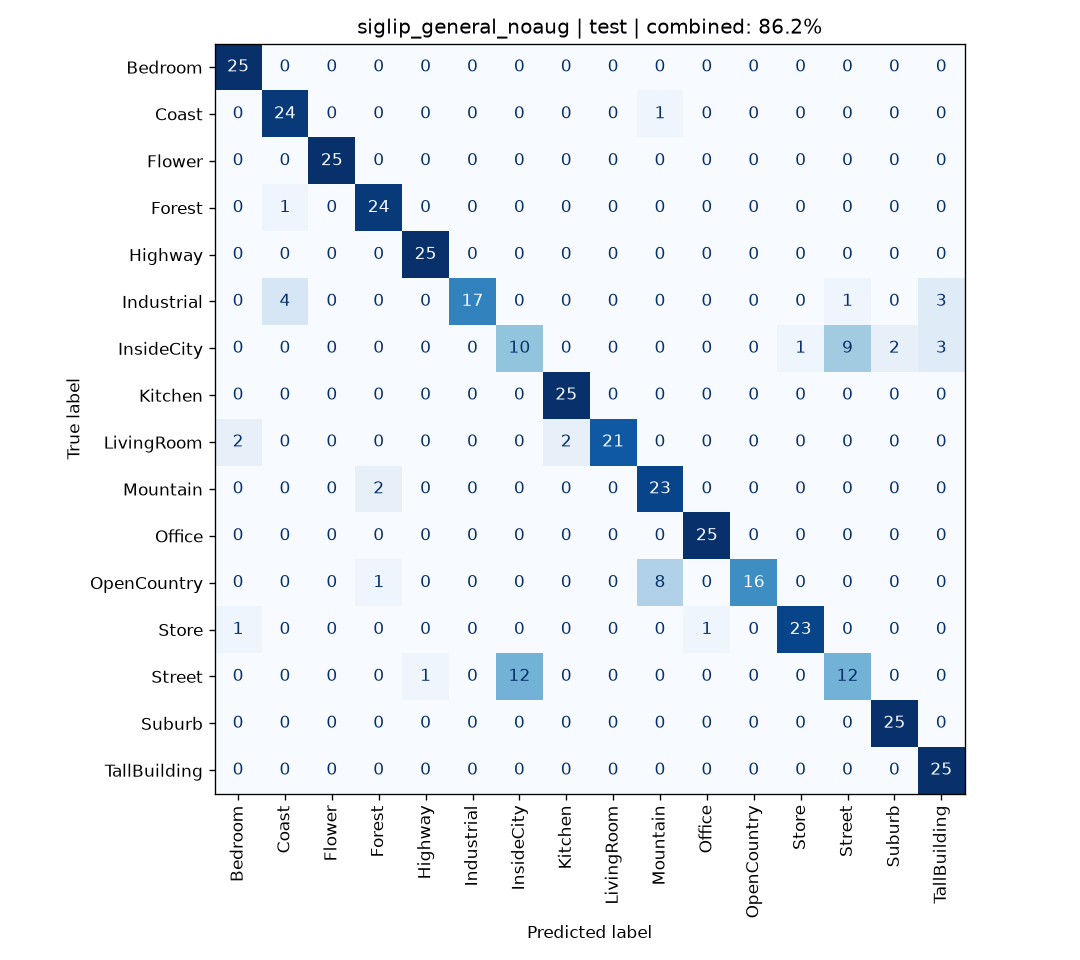 siglip_general_noaug | test | combined: 86.2%
Bedroom 25 0 0 0 0 0 0 0 0 0 0 0 0 0 0 0
Coast 0 24 0 0 0 0 0 0 0 1 0 0 0 0 0 0
Flower 0 0 25 0 0 0 0 0 0 0 0 0 0 0 0 0
Forest 0 1 0 24 0 0 0 0 0 0 0 0 0 0 0 0
Highway 0 0 0 0 25 0 0 0 0 0 0 0 0 0 0 0
Industrial 0 4 0 0 0 17 0 0 0 0 0 0 0 1 0 3
InsideCity 0 0 0 0 0 0 10 0 0 0 0 0 1 9 2 3
Kitchen 0 0 0 0 0 0 0 25 0 0 0 0 0 0 0 0
LivingRoom 2 0 0 0 0 0 0 2 21 0 0 0 0 0 0 0
Mountain 0 0 0 2 0 0 0 0 0 23 0 0 0 0 0 0
Office 0 0 0 0 0 0 0 0 0 0 25 0 0 0 0 0
OpenCountry 0 0 0 1 0 0 0 0 0 8 0 16 0 0 0 0
Store 1 0 0 0 0 0 0 0 0 0 1 0 23 0 0 0
Street 0 0 0 0 1 0 12 0 0 0 0 0 0 12 0 0
Suburb 0 0 0 0 0 0 0 0 0 0 0 0 0 0 25 0
TallBuilding 0 0 0 0 0 0 0 0 0 0 0 0 0 0 0 25
True label
Bedroom Coast Flower Forest Highway Industrial InsideCity Kitchen LivingRoom Mountain Office OpenCountry Store Street Suburb TallBuilding
Predicted label